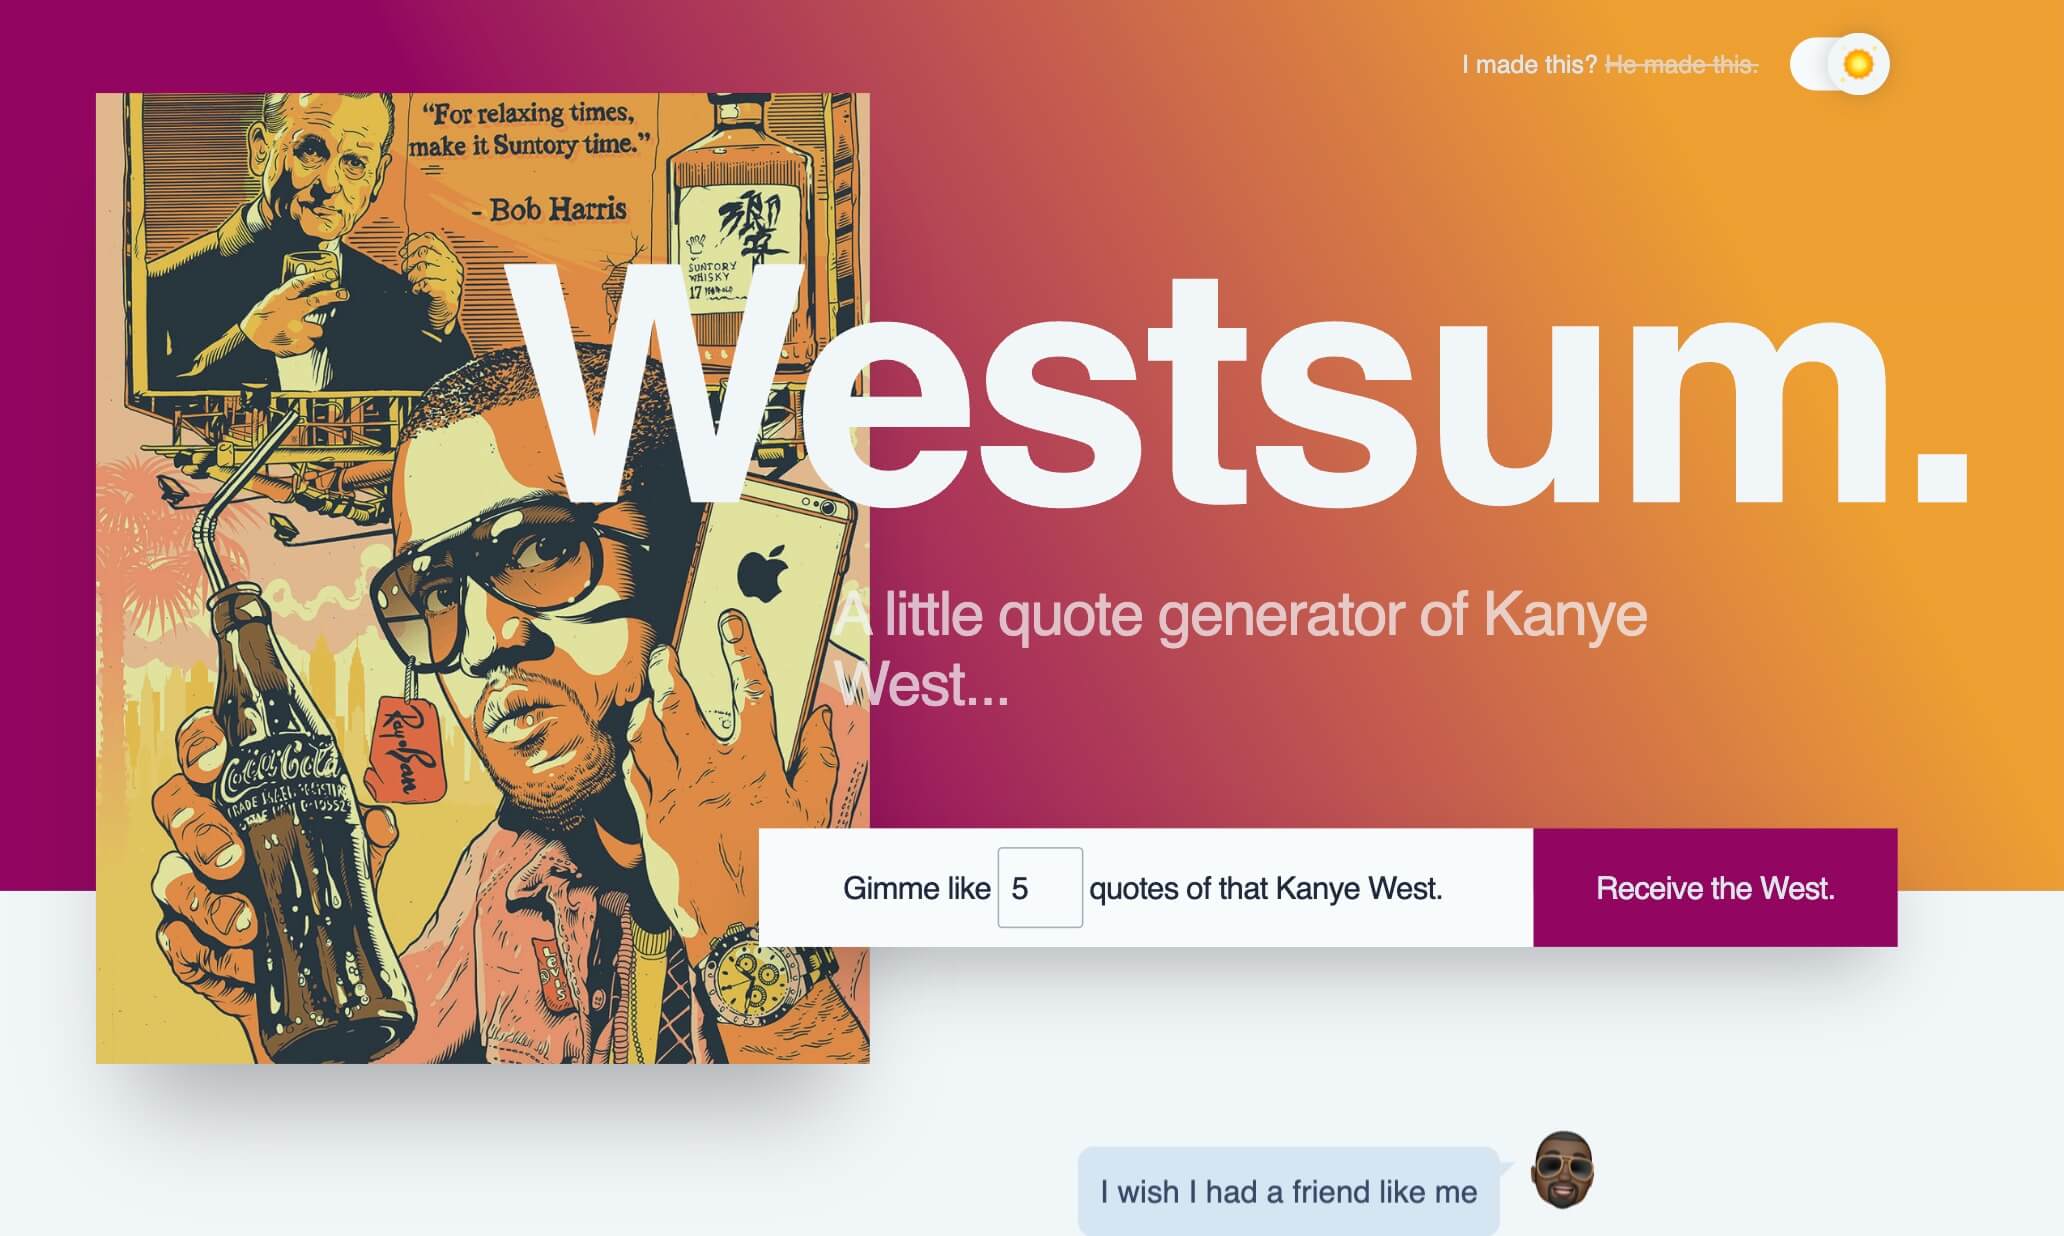 I made this? He made this.
“For relaxing times,
make it Suntory time.”
- Bob Harris
響
SUNTORY
WHISKY
17
Westsum.
A little quote generator of Kanye
West...
Ray-Ban
Coca-Cola
TRADE
LEVI'S
Gimme like 5 quotes of that Kanye West.
Receive the West.
I wish I had a friend like me